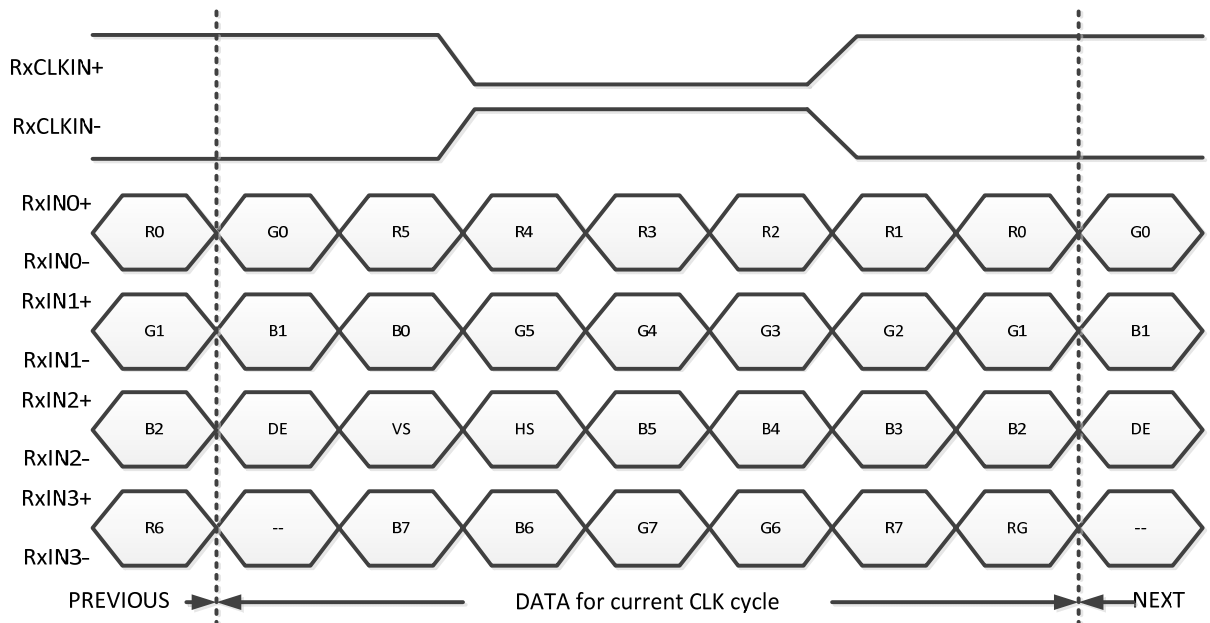 RxCLKIN+
RxCLKIN-
RxIN0+
R0 G0 R5 R4 R3 R2 R1 R0 G0
RxIN0-
RxIN1+
G1 B1 B0 G5 G4 G3 G2 G1 B1
RxIN1-
RxIN2+
B2 DE VS HS B5 B4 B3 B2 DE
RxIN2-
RxIN3+
R6 -- B7 B6 G7 G6 R7 RG --
RxIN3-
PREVIOUS DATA for current CLK cycle NEXT